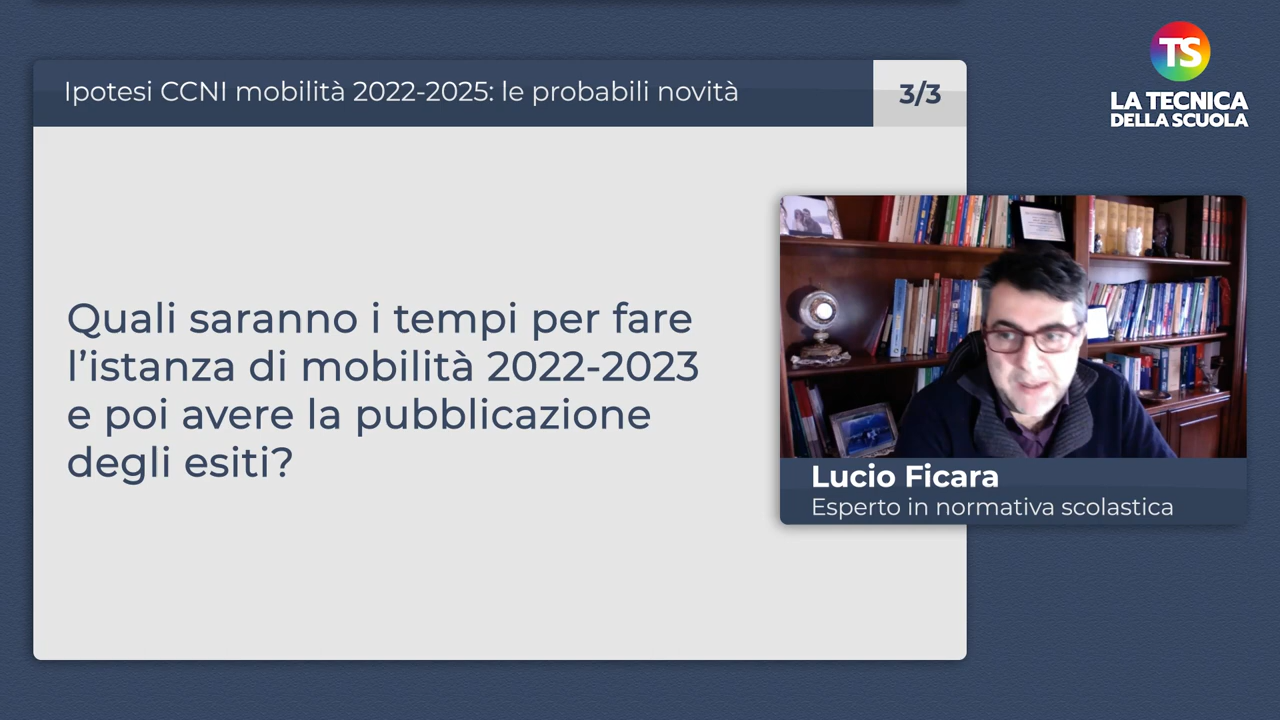 Ipotesi CCNI mobilità 2022-2025: le probabili novità
3/3
TS
LA TECNICA
DELLA SCUOLA
Quali saranno i tempi per fare
l’istanza di mobilità 2022-2023
e poi avere la pubblicazione
degli esiti?
Lucio Ficara
Esperto in normativa scolastica